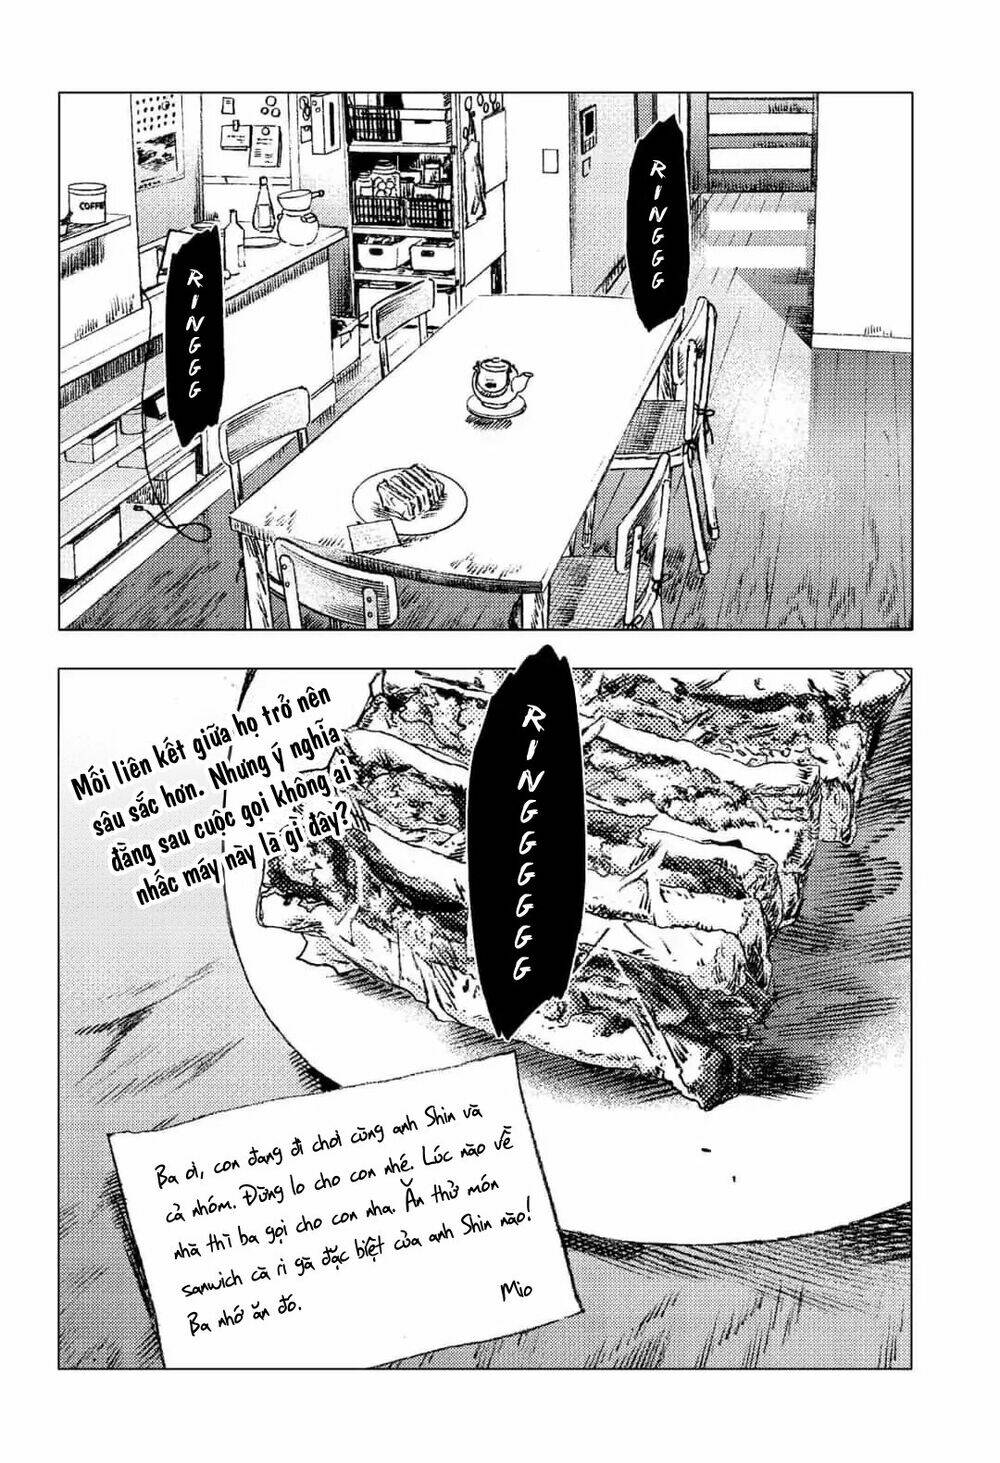 COFFE
RINGGG
RINGGG
RINGGGGGG
Mối liên kết giữa họ trở nên
sâu sắc hơn. Nhưng ý nghĩa
đằng sau cuộc gọi không ai
nhấc máy này là gì đây?
Ba ơi, con đang đi chơi cùng anh Shin và
cả nhóm. Đừng lo cho con nhé. Lúc nào về
nhà thì ba gọi cho con nha. Ăn thử món
sanwich cà ri gà đặc biệt của anh Shin nào!
Ba nhớ ăn đó.
Mio